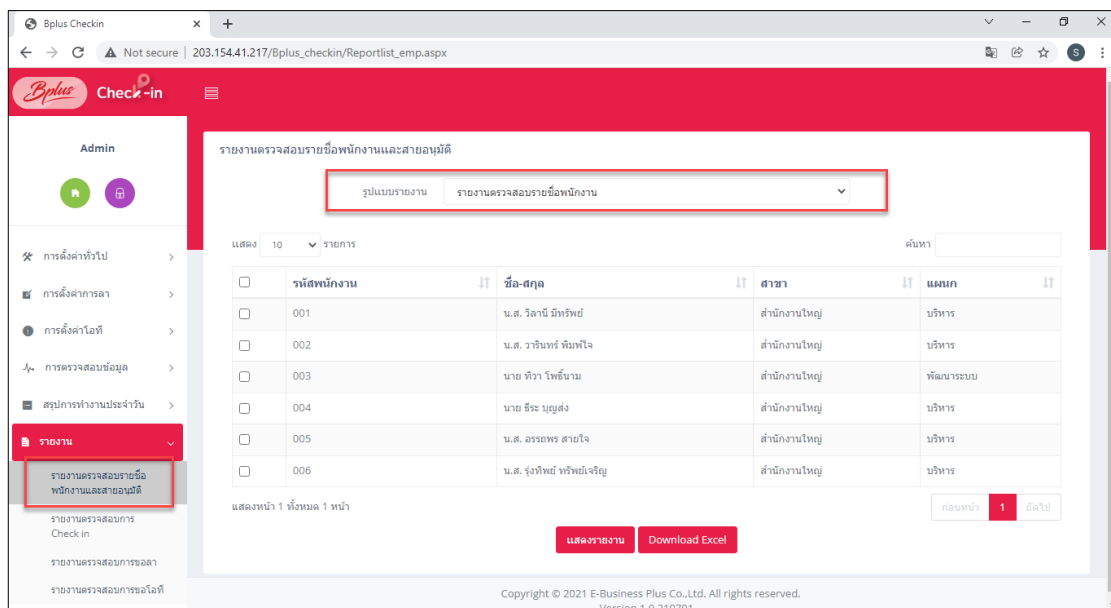 Bplus Checkin
Not secure | 203.154.41.217/Bplus_checkin/Reportlist_emp.aspx
S
Bplus Check-in
Admin
การตั้งค่าทั่วไป
การตั้งค่าการลา
การตั้งค่าโอที
การตรวจสอบข้อมูล
สรุปการทำงานประจำวัน
รายงาน
รายงานตรวจสอบรายชื่อ
พนักงานและสายอนุมัติ
รายงานตรวจสอบการ
Check in
รายงานตรวจสอบการขอลา
รายงานตรวจสอบการขอโอที
รายงานตรวจสอบรายชื่อพนักงานและสายอนุมัติ
รูปแบบรายงาน รายงานตรวจสอบรายชื่อพนักงาน
แสดง 10 รายการ ค้นหา
รหัสพนักงาน ชื่อ-สกุล สาขา แผนก
001 น.ส. วิลานี มีทรัพย์ สำนักงานใหญ่ บริหาร
002 น.ส. วารินทร์ พิมพ์ใจ สำนักงานใหญ่ บริหาร
003 นาย ทิวา โพธิ์นาม สำนักงานใหญ่ พัฒนาระบบ
004 นาย ธีระ บุญส่ง สำนักงานใหญ่ บริหาร
005 น.ส. อรรถพร สายใจ สำนักงานใหญ่ บริหาร
006 น.ส. รุ่งทิพย์ ทรัพย์เจริญ สำนักงานใหญ่ บริหาร
แสดงหน้า 1 ทั้งหมด 1 หน้า ก่อนหน้า 1 ถัดไป
แสดงรายงาน Download Excel
Copyright © 2021 E-Business Plus Co.,Ltd. All rights reserved.
Version 1.0.210701